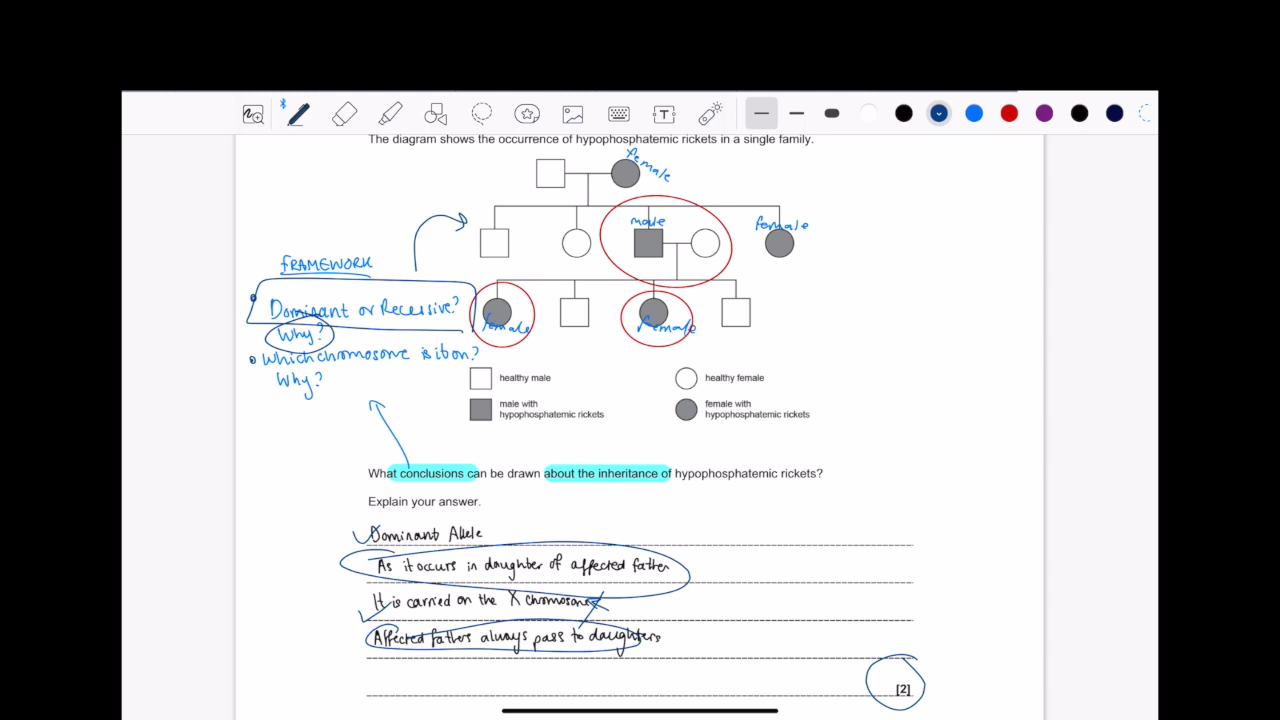 The diagram shows the occurrence of hypophosphatemic rickets in a single family.
female
male
female
fRAMEWORK
Dominant or Recessive?
Why?
which chromosone is it on?
Why?
female
female
healthy male
healthy female
male with
hypophosphatemic rickets
female with
hypophosphatemic rickets
What conclusions can be drawn about the inheritance of hypophosphatemic rickets?
Explain your answer.
Dominant Allele
As it occurs in daughter of affected father
It is carried on the X chromosone
Affected fathers always pass to daughters
[2]